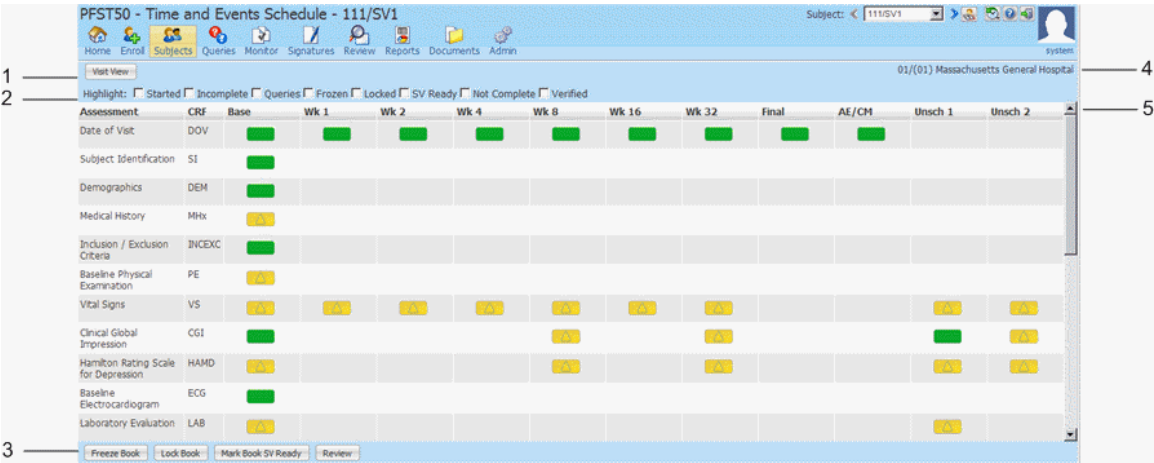 PFST50 - Time and Events Schedule - 111/SV1
Subject: 111/SV1
Home Enroll Subjects Queries Monitor Signatures Review Reports Documents Admin
system
1 Visit View 01/(01) Massachusetts General Hospital 4
2 Highlight: Started Incomplete Queries Frozen Locked SV Ready Not Complete Verified
Assessment CRF Base Wk 1 Wk 2 Wk 4 Wk 8 Wk 16 Wk 32 Final AE/CM Unsch 1 Unsch 2 5
Date of Visit DOV
Subject Identification SI
Demographics DEM
Medical History MHx
Inclusion / Exclusion INCEXC
Criteria
Baseline Physical PE
Examination
Vital Signs VS
Clinical Global CGI
Impression
Hamilton Rating Scale HAMD
for Depression
Baseline ECG
Electrocardiogram
Laboratory Evaluation LAB
3 Freeze Book Lock Book Mark Book SV Ready Review